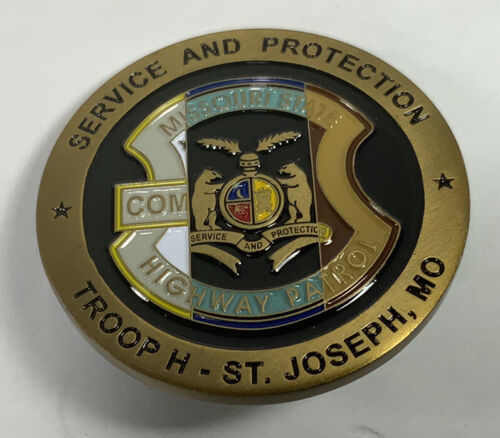 SERVICE AND PROTECTION
MISSOURI STATE
COM
SERVICE AND PROTECTION
HIGHWAY PATROL
TROOP H - ST. JOSEPH, MO